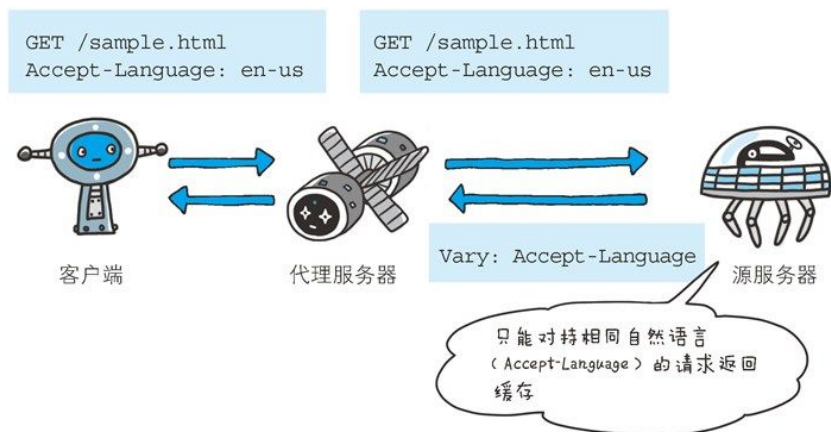 GET /sample.html
Accept-Language: en-us
GET /sample.html
Accept-Language: en-us
客户端
代理服务器
Vary: Accept-Language
源服务器
只能对持相同自然语言
（Accept-Language）的请求返回
缓存